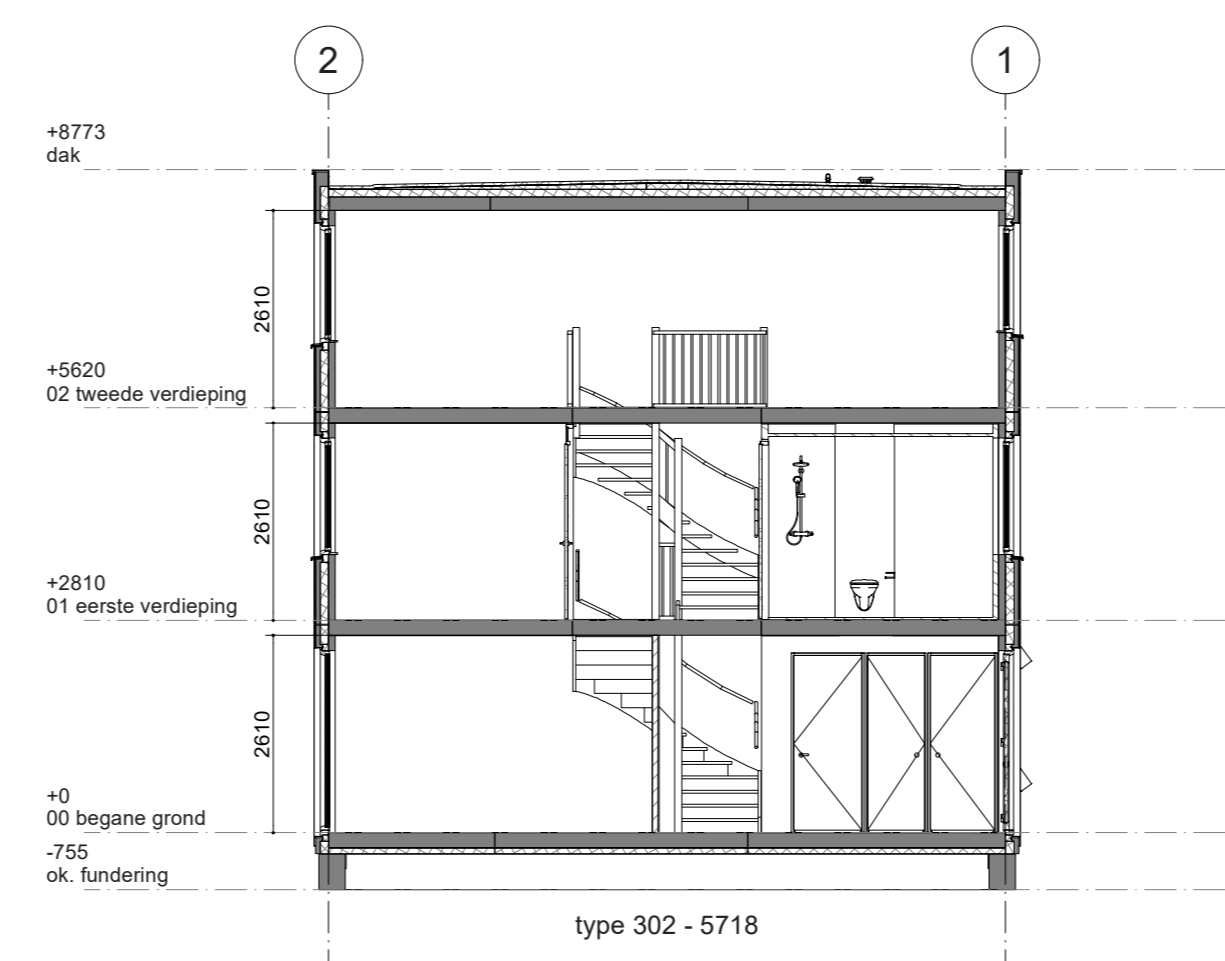 2
1
+8773
dak
2610
+5620
02 tweede verdieping
2610
+2810
01 eerste verdieping
2610
+0
00 begane grond
-755
ok. fundering
type 302 - 5718